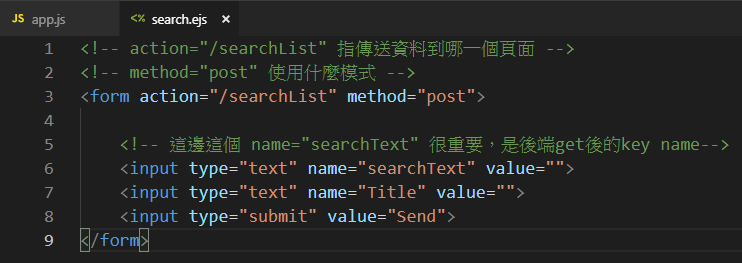 JS app.js <%= search.ejs ×
1 <!-- action="/searchList" 指傳送資料到哪一個頁面 -->
2 <!-- method="post" 使用什麼模式 -->
3 <form action="/searchList" method="post">
4
5 <!-- 這邊這個 name="searchText" 很重要，是後端get後的key name-->
6 <input type="text" name="searchText" value="">
7 <input type="text" name="Title" value="">
8 <input type="submit" value="Send">
9 </form>